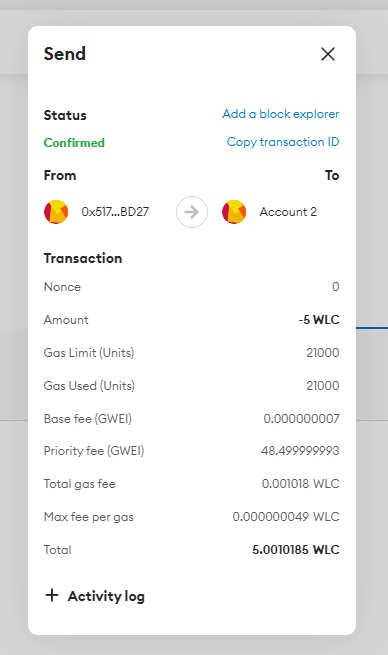 Send
Status Add a block explorer
Confirmed Copy transaction ID
From To
0x517...BD27 Account 2
Transaction
Nonce 0
Amount -5 WLC
Gas Limit (Units) 21000
Gas Used (Units) 21000
Base fee (GWEI) 0.000000007
Priority fee (GWEI) 48.499999993
Total gas fee 0.001018 WLC
Max fee per gas 0.000000049 WLC
Total 5.0010185 WLC
+ Activity log